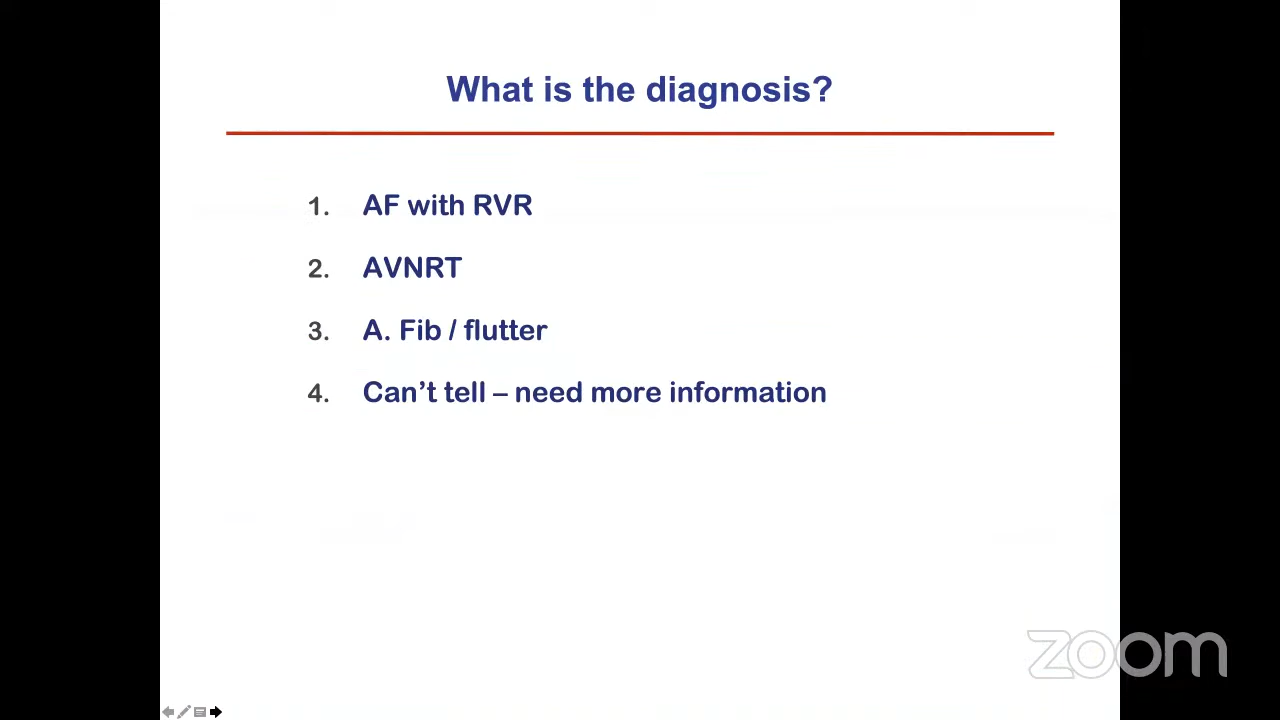 What is the diagnosis?
1. AF with RVR
2. AVNRT
3. A. Fib / flutter
4. Can’t tell – need more information
zoom